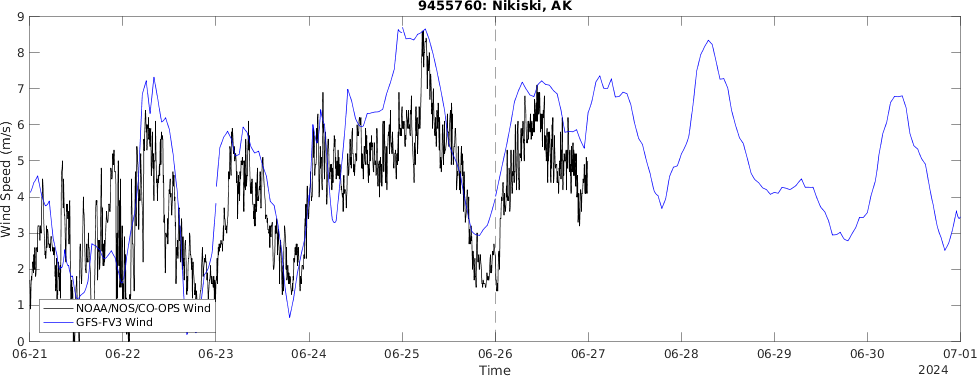 9455760: Nikiski, AK
Wind Speed (m/s)
9
8
7
6
5
4
3
2
1
0
NOAA/NOS/CO-OPS Wind
GFS-FV3 Wind
06-21 06-22 06-23 06-24 06-25 06-26 06-27 06-28 06-29 06-30 07-01
Time
2024